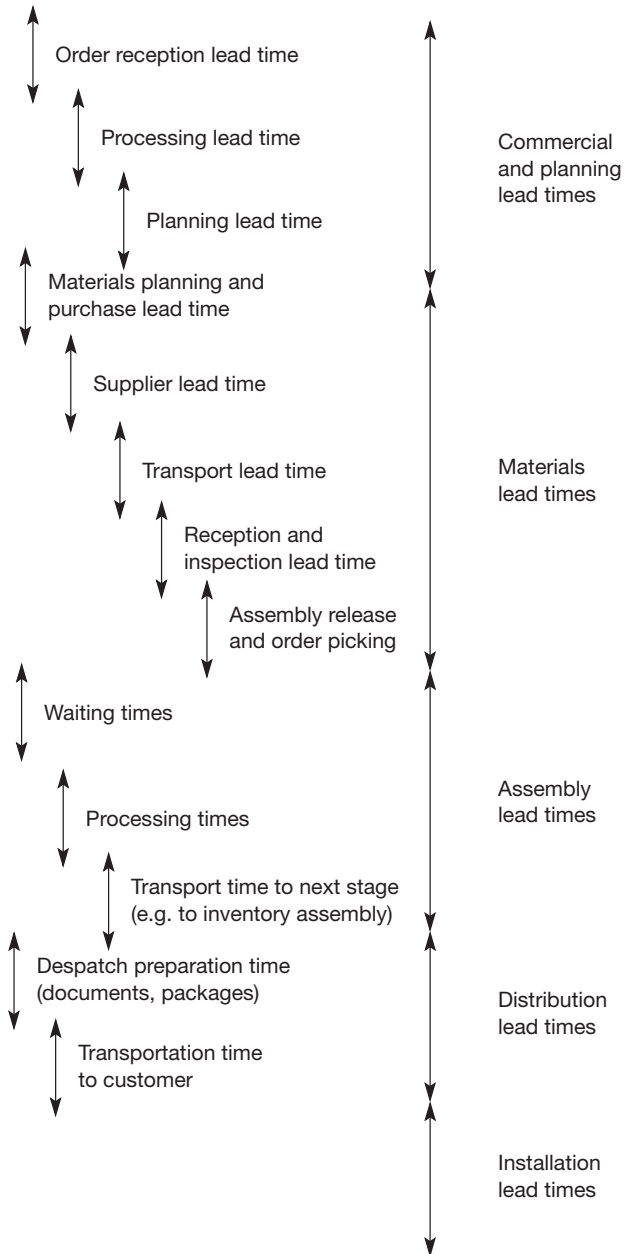 Order reception lead time
Processing lead time
Commercial
and planning
lead times
Planning lead time
Materials planning and
purchase lead time
Supplier lead time
Transport lead time
Materials
lead times
Reception and
inspection lead time
Assembly release
and order picking
Waiting times
Processing times
Assembly
lead times
Transport time to next stage
(e.g. to inventory assembly)
Despatch preparation time
(documents, packages)
Distribution
lead times
Transportation time
to customer
Installation
lead times